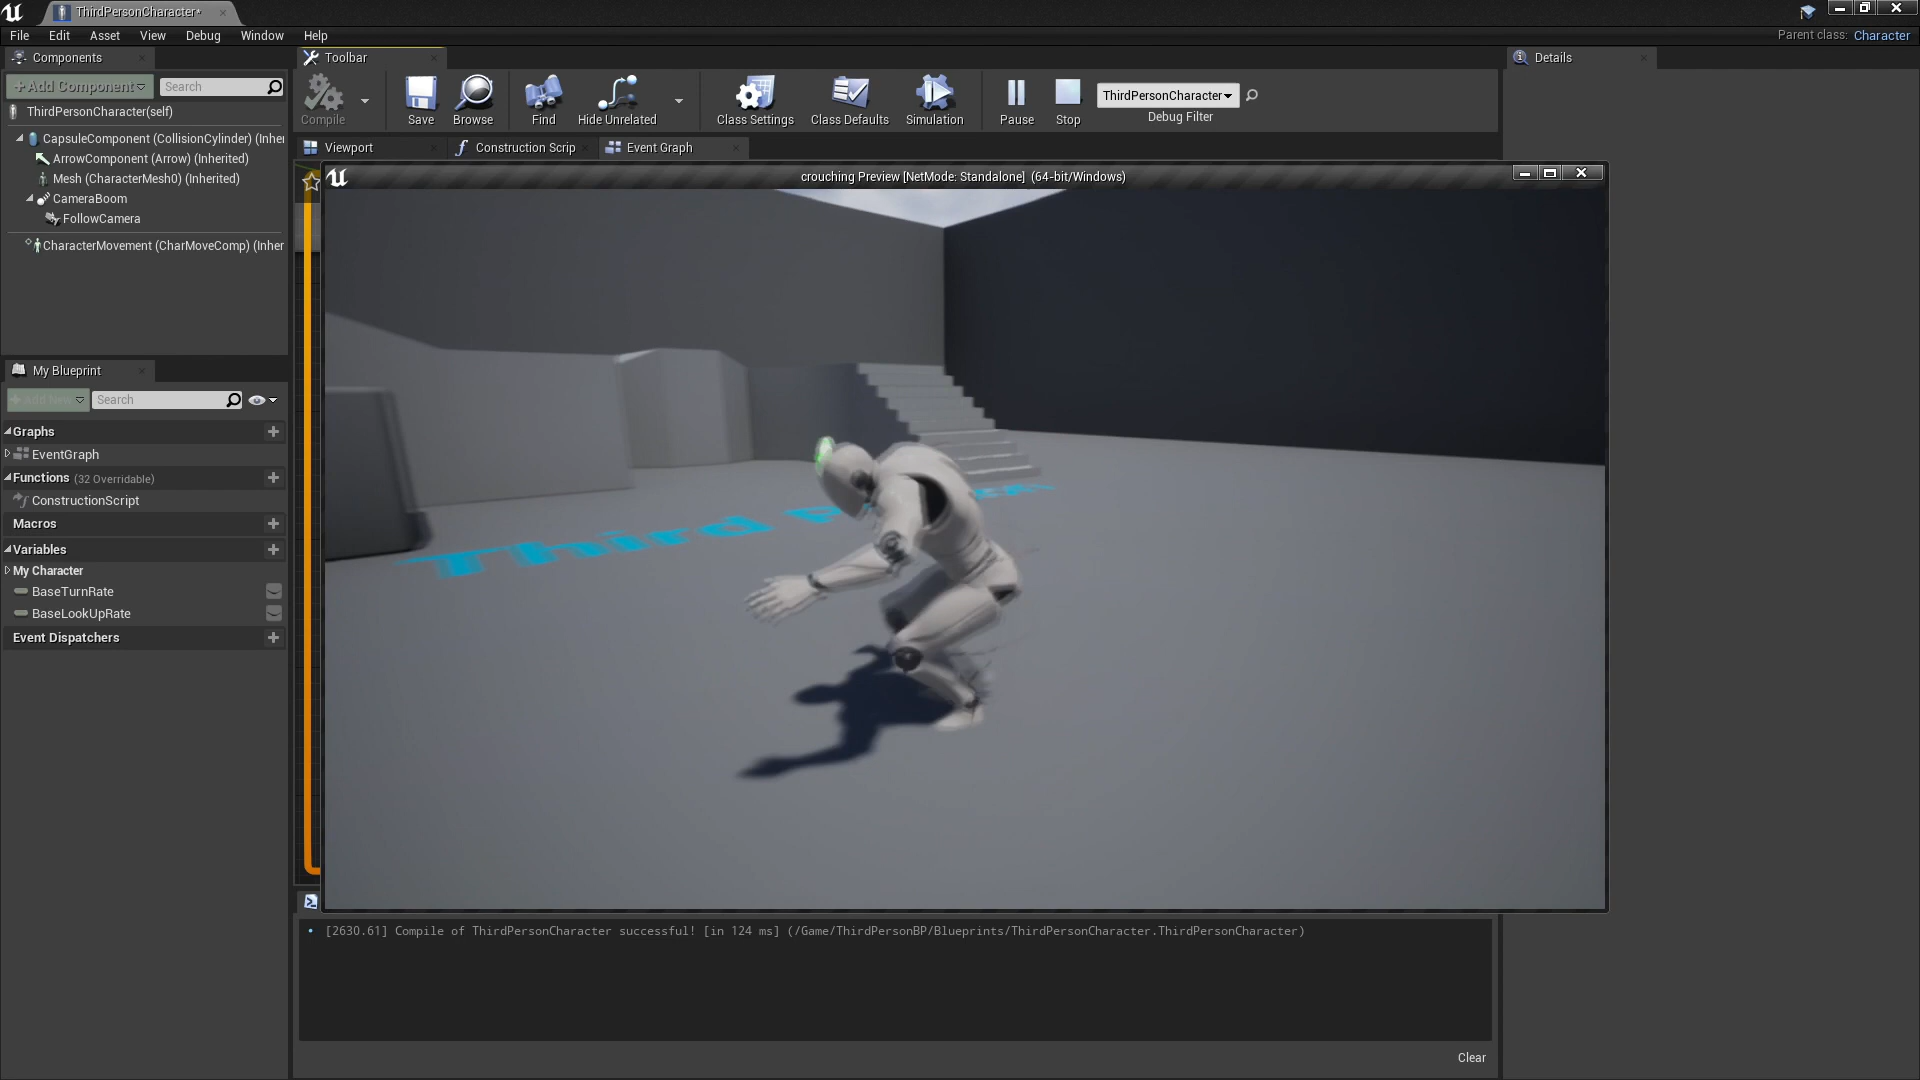 ThirdPersonCharacter*
File Edit Asset View Debug Window Help
Parent class: Character
Components
+Add Component
Search
ThirdPersonCharacter(self)
CapsuleComponent (CollisionCylinder) (Inher
ArrowComponent (Arrow) (Inherited)
Mesh (CharacterMesh0) (Inherited)
CameraBoom
FollowCamera
CharacterMovement (CharMoveComp) (Inher
My Blueprint
+Add New
Search
Graphs
EventGraph
Functions (32 Overridable)
ConstructionScript
Macros
Variables
My Character
BaseTurnRate
BaseLookUpRate
Event Dispatchers
Toolbar
Compile
Save
Browse
Find
Hide Unrelated
Class Settings
Class Defaults
Simulation
Pause
Stop
ThirdPersonCharacter
Debug Filter
Viewport
Construction Scrip
Event Graph
crouching Preview [NetMode: Standalone] (64-bit/Windows)
Third
[2630.61] Compile of ThirdPersonCharacter successful! [in 124 ms] (/Game/ThirdPersonBP/Blueprints/ThirdPersonCharacter.ThirdPersonCharacter)
Clear
Details